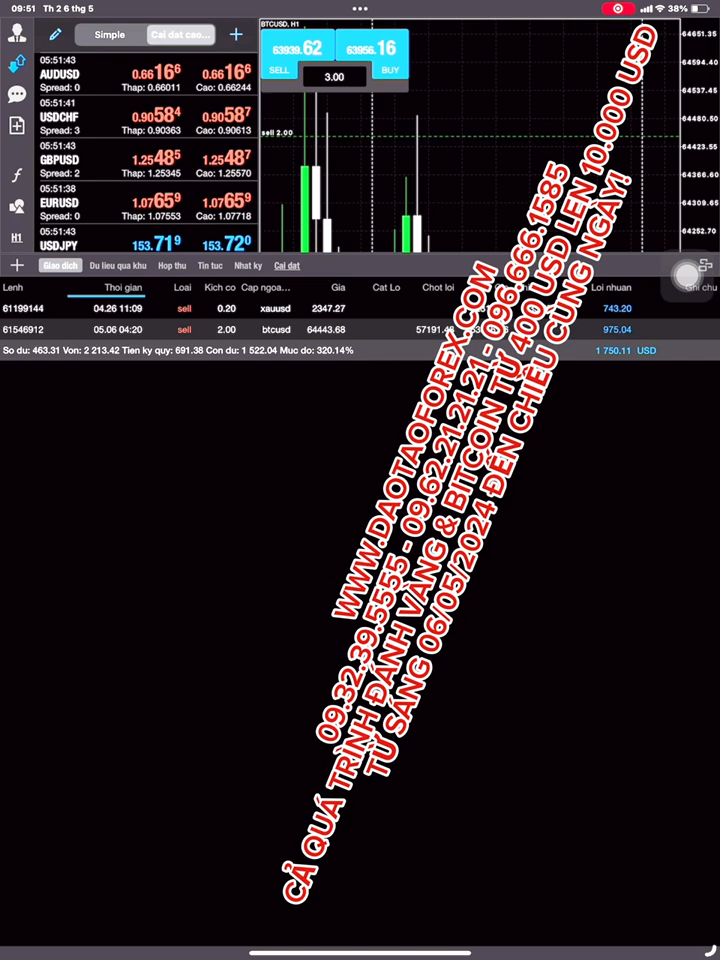 09:51 Th 2 6 thg 5
38%
Simple Cai dat cao...
BTCUSD, H1
63939.62 63956.16
SELL 3.00 BUY
sell 2.00
64651.35
64594.40
64537.45
64480.50
64423.55
64366.60
64309.65
64252.70
05:51:43
AUDUSD 0.66166 0.66166
Spread: 0 Thap: 0.66011 Cao: 0.66244
05:51:41
USDCHF 0.90584 0.90587
Spread: 3 Thap: 0.90363 Cao: 0.90613
05:51:43
GBPUSD 1.25485 1.25487
Spread: 2 Thap: 1.25345 Cao: 1.25570
05:51:38
EURUSD 1.07659 1.07659
Spread: 0 Thap: 1.07553 Cao: 1.07718
05:51:43
USDJPY 153.719 153.720
H1
Giao dich Du lieu qua khu Hop thu Tin tuc Nhat ky Cai dat
Lenh Thoi gian Loai Kich co Cap ngoa... Gia Cat Lo Chot loi Loi nhuan Ghi chu
61199144 04.26 11:09 sell 0.20 xauusd 2347.27 743.20
61546912 05.06 04:20 sell 2.00 btcusd 64443.68 57191.48 975.04
So du: 463.31 Von: 2 213.42 Tien ky quy: 691.38 Con du: 1 522.04 Muc do: 320.14% 1 750.11 USD
WWW.DAOTAOFOREX.COM
09.32.39.5555 - 09.62.21.21.21 - 096.666.1585
CẢ QUÁ TRÌNH ĐÁNH VÀNG & BITCOIN TỪ 400 USD LEN 10.000 USD
TỪ SÁNG 06/05/2024 ĐẾN CHIỀU CÙNG NGÀY!